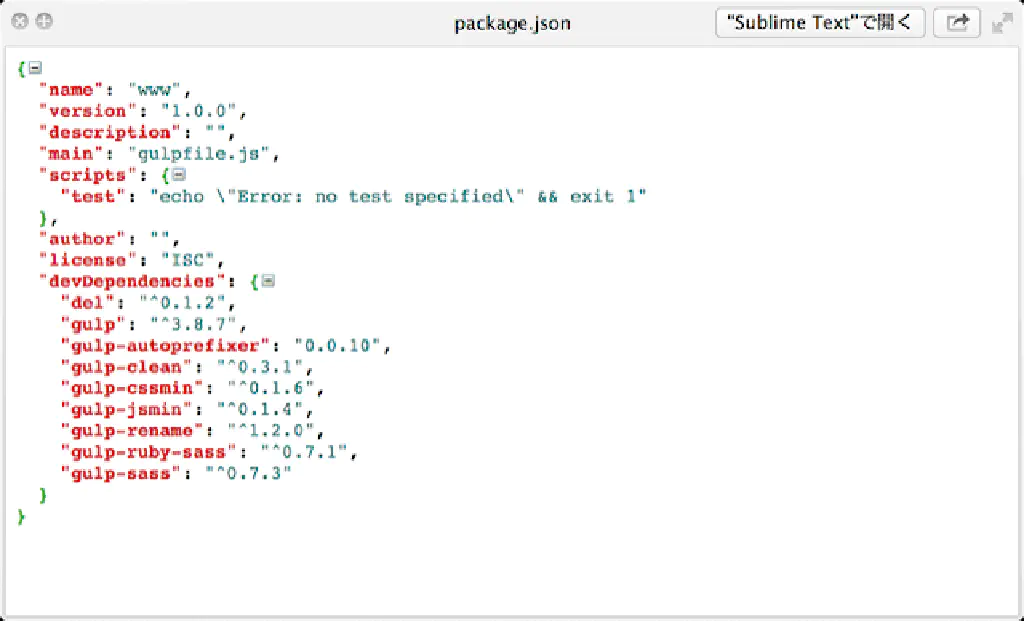 package.json
"Sublime Text"で開く
{
"name": "www",
"version": "1.0.0",
"description": "",
"main": "gulpfile.js",
"scripts": {
"test": "echo \"Error: no test specified\" && exit 1"
},
"author": "",
"license": "ISC",
"devDependencies": {
"del": "^0.1.2",
"gulp": "^3.8.7",
"gulp-autoprefixer": "0.0.10",
"gulp-clean": "^0.3.1",
"gulp-cssmin": "^0.1.6",
"gulp-jsmin": "^0.1.4",
"gulp-rename": "^1.2.0",
"gulp-ruby-sass": "^0.7.1",
"gulp-sass": "^0.7.3"
}
}